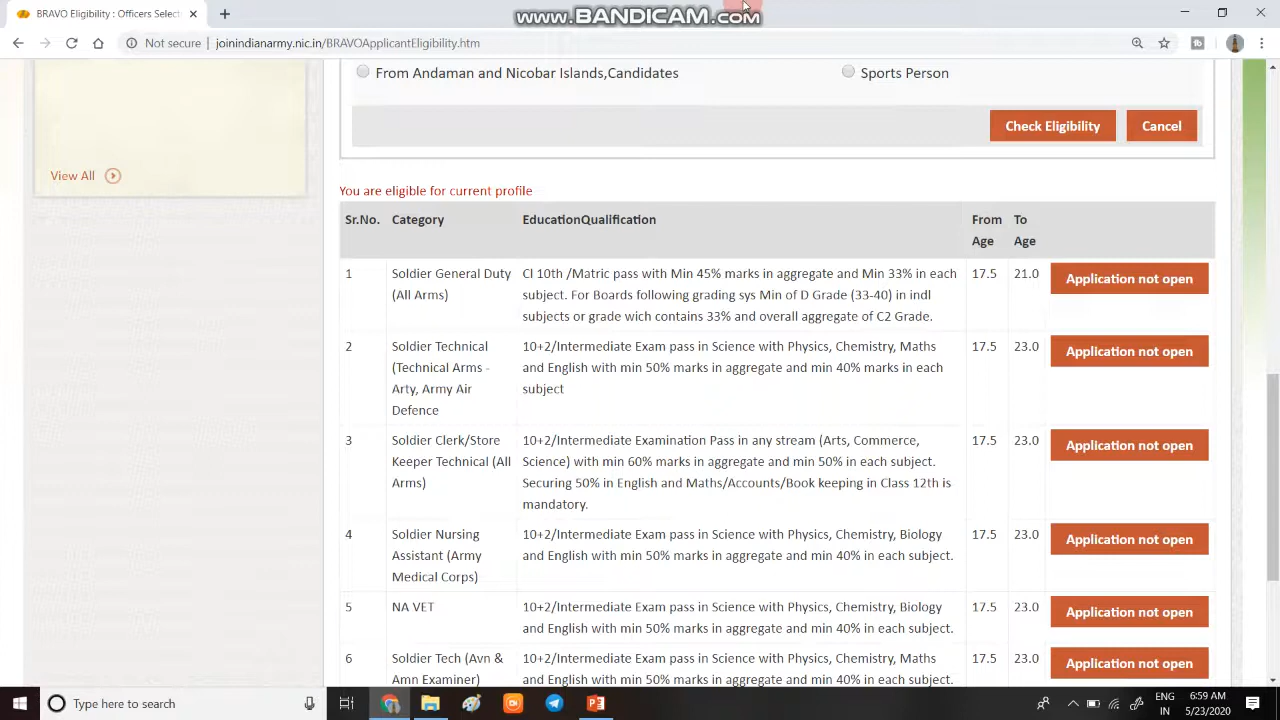 www.BANDICAM.COM
BRAVO Eligibility : Officers Select
Not secure | joinindianarmy.nic.in/BRAVOApplicantEligibility.htm
From Andaman and Nicobar Islands,Candidates
Sports Person
Check Eligibility
Cancel
View All
You are eligible for current profile
Sr.No. Category EducationQualification From To
Age Age
1 Soldier General Duty Cl 10th /Matric pass with Min 45% marks in aggregate and Min 33% in each 17.5 21.0 Application not open
(All Arms) subject. For Boards following grading sys Min of D Grade (33-40) in indl
subjects or grade wich contains 33% and overall aggregate of C2 Grade.
2 Soldier Technical 10+2/Intermediate Exam pass in Science with Physics, Chemistry, Maths 17.5 23.0 Application not open
(Technical Arms - and English with min 50% marks in aggregate and min 40% marks in each
Arty, Army Air subject
Defence
3 Soldier Clerk/Store 10+2/Intermediate Examination Pass in any stream (Arts, Commerce, 17.5 23.0 Application not open
Keeper Technical (All Science) with min 60% marks in aggregate and min 50% in each subject.
Arms) Securing 50% in English and Maths/Accounts/Book keeping in Class 12th is
mandatory.
4 Soldier Nursing 10+2/Intermediate Exam pass in Science with Physics, Chemistry, Biology 17.5 23.0 Application not open
Assistant (Army and English with min 50% marks in aggregate and min 40% in each subject.
Medical Corps)
5 NA VET 10+2/Intermediate Exam pass in Science with Physics, Chemistry, Biology 17.5 23.0 Application not open
and English with min 50% marks in aggregate and min 40% in each subject.
6 Soldier Tech (Avn & 10+2/Intermediate Exam pass in Science with Physics, Chemistry, Maths 17.5 23.0 Application not open
Amn Examiner) and English with min 50% marks in aggregate and min 40% in each subject.
Type here to search
ENG 6:59 AM
IN 5/23/2020